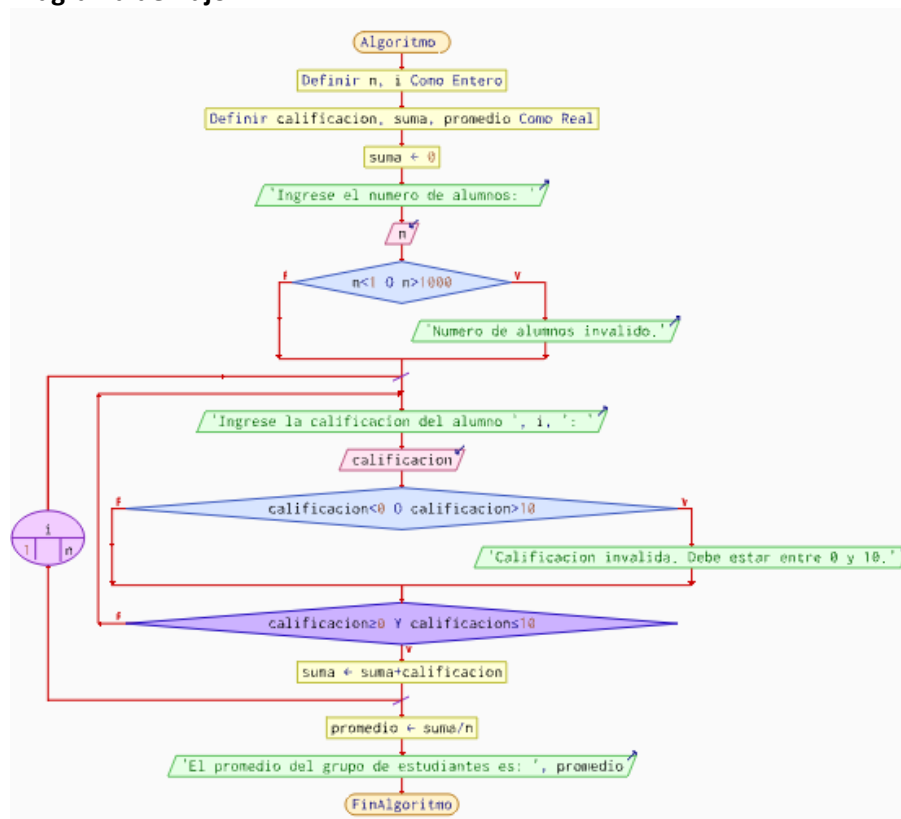 Algoritmo
Definir n, i Como Entero
Definir calificacion, suma, promedio Como Real
suma ← 0
'Ingrese el numero de alumnos: '
n
n<1 O n>1000
F
V
'Numero de alumnos invalido.'
'Ingrese la calificacion del alumno ', i, ': '
calificacion
F
V
calificacion<0 O calificacion>10
i
1
n
'Calificacion invalida. Debe estar entre 0 y 10.'
F
calificacion≥0 Y calificacion≤10
V
suma ← suma+calificacion
promedio ← suma/n
'El promedio del grupo de estudiantes es: ', promedio
FinAlgoritmo